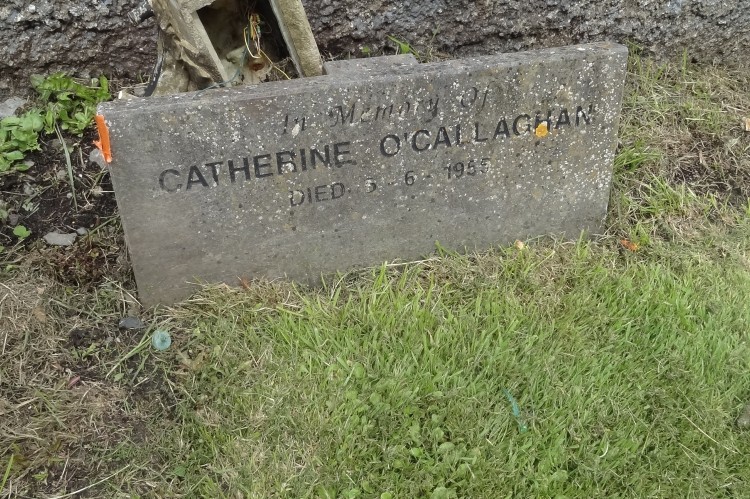 In Memory Of
CATHERINE O'CALLAGHAN
DIED 5 - 6 - 1955